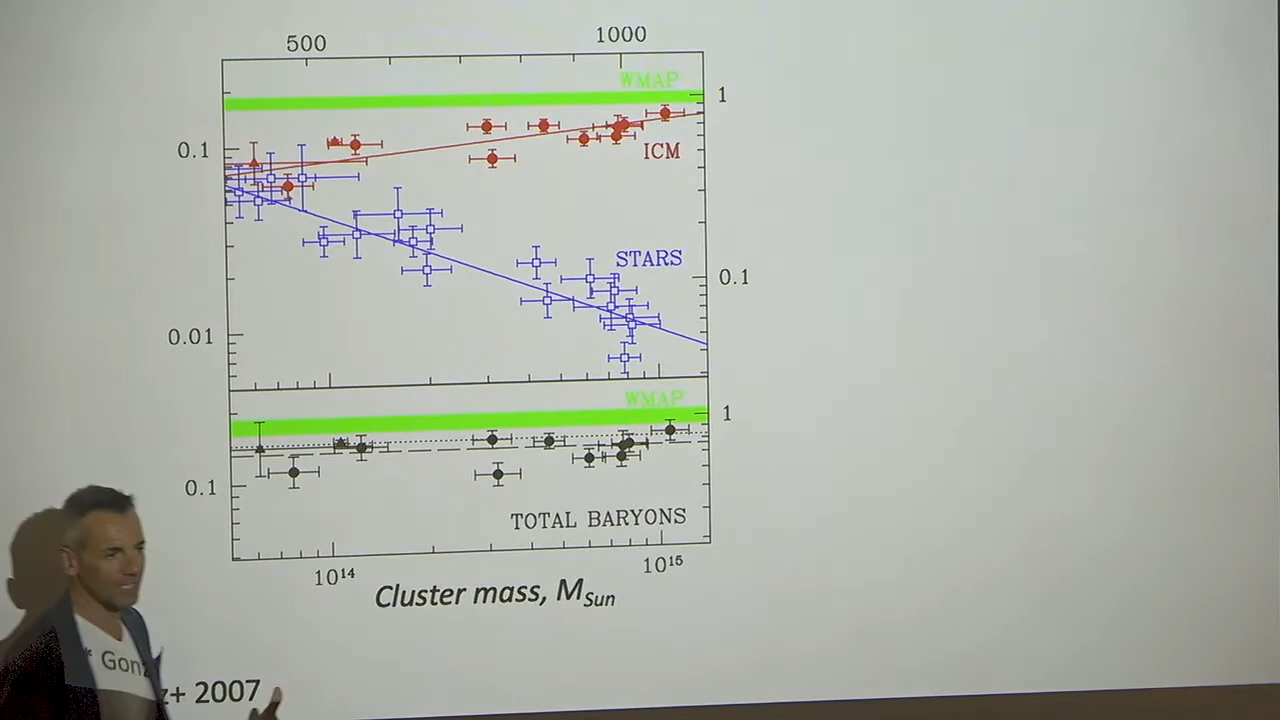 500 1000
WMAP
1
0.1
ICM
STARS
0.1
0.01
WMAP
1
0.1
TOTAL BARYONS
10¹⁴ 10¹⁵
Cluster mass, MSun
* Gonz
z+ 2007